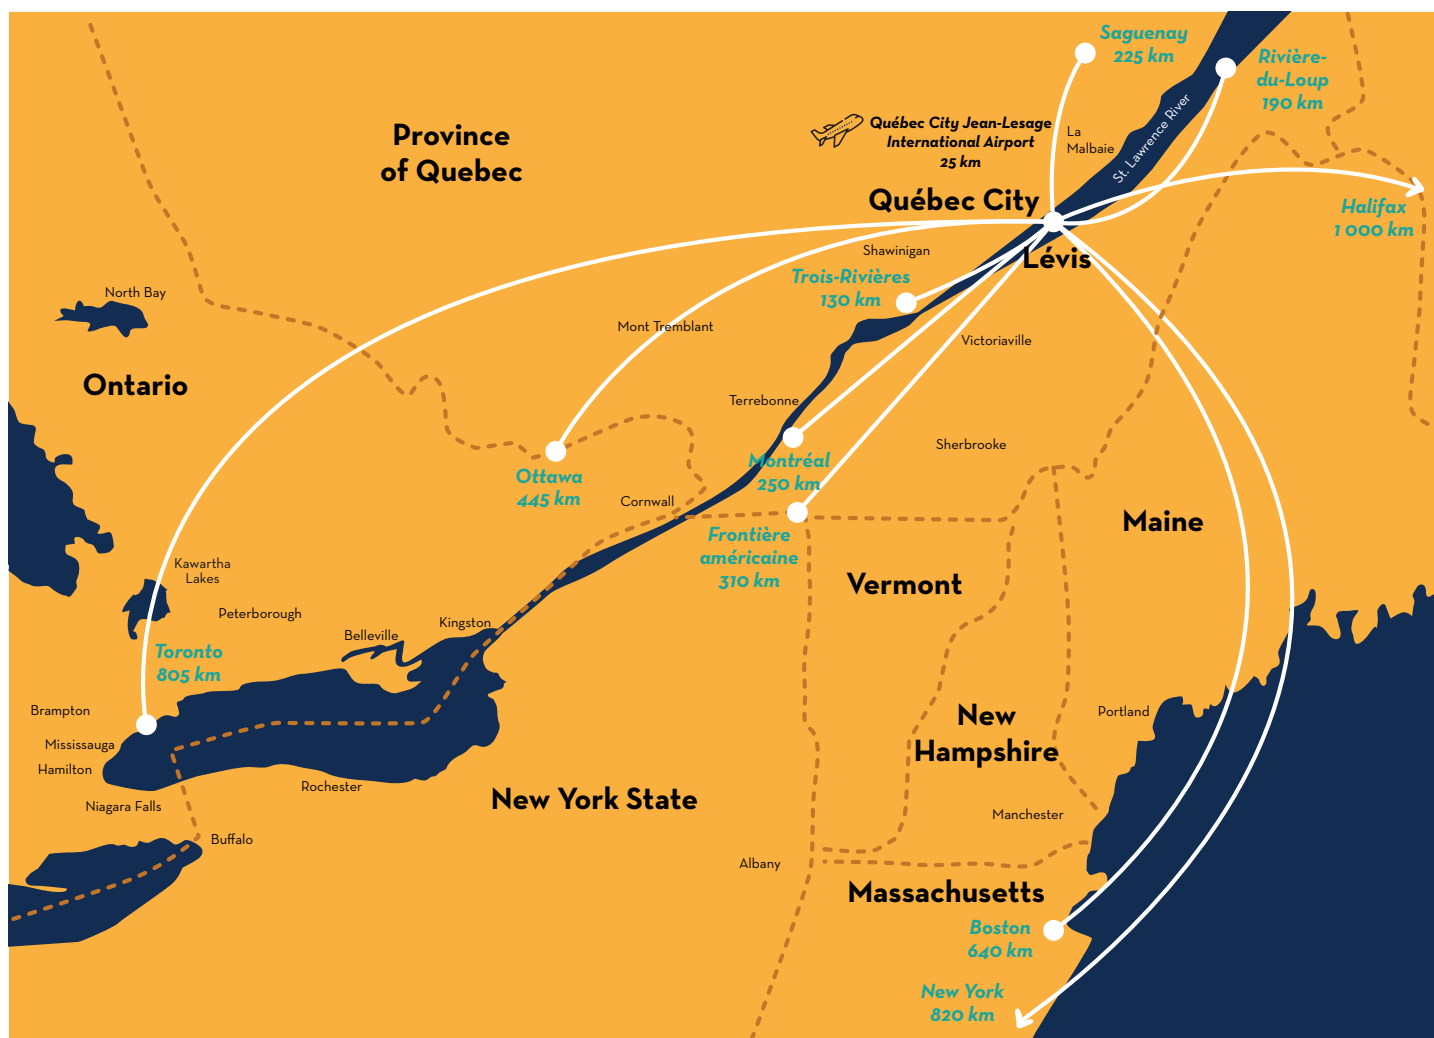 Saguenay
225 km
Rivière-
du-Loup
190 km
Québec City Jean-Lesage
International Airport
25 km
La
Malbaie
St. Lawrence River
Province
of Quebec
Québec City
Halifax
1 000 km
Shawinigan
Lévis
Trois-Rivières
130 km
North Bay
Mont Tremblant
Victoriaville
Ontario
Terrebonne
Sherbrooke
Montréal
250 km
Ottawa
445 km
Cornwall
Maine
Frontière
américaine
310 km
Kawartha
Lakes
Vermont
Peterborough
Kingston
Belleville
Toronto
805 km
Brampton
Portland
New
Hampshire
Mississauga
Hamilton
Rochester
New York State
Niagara Falls
Manchester
Buffalo
Albany
Massachusetts
Boston
640 km
New York
820 km